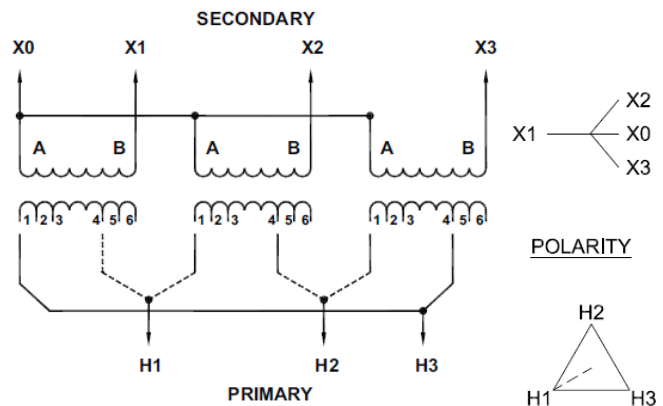 SECONDARY
X0 X1 X2 X3
X2
X1 X0
X3
A B A B A B
1 2 3 4 5 6 1 2 3 4 5 6 1 2 3 4 5 6
POLARITY
H2
H1 H2 H3
PRIMARY
H1 H3